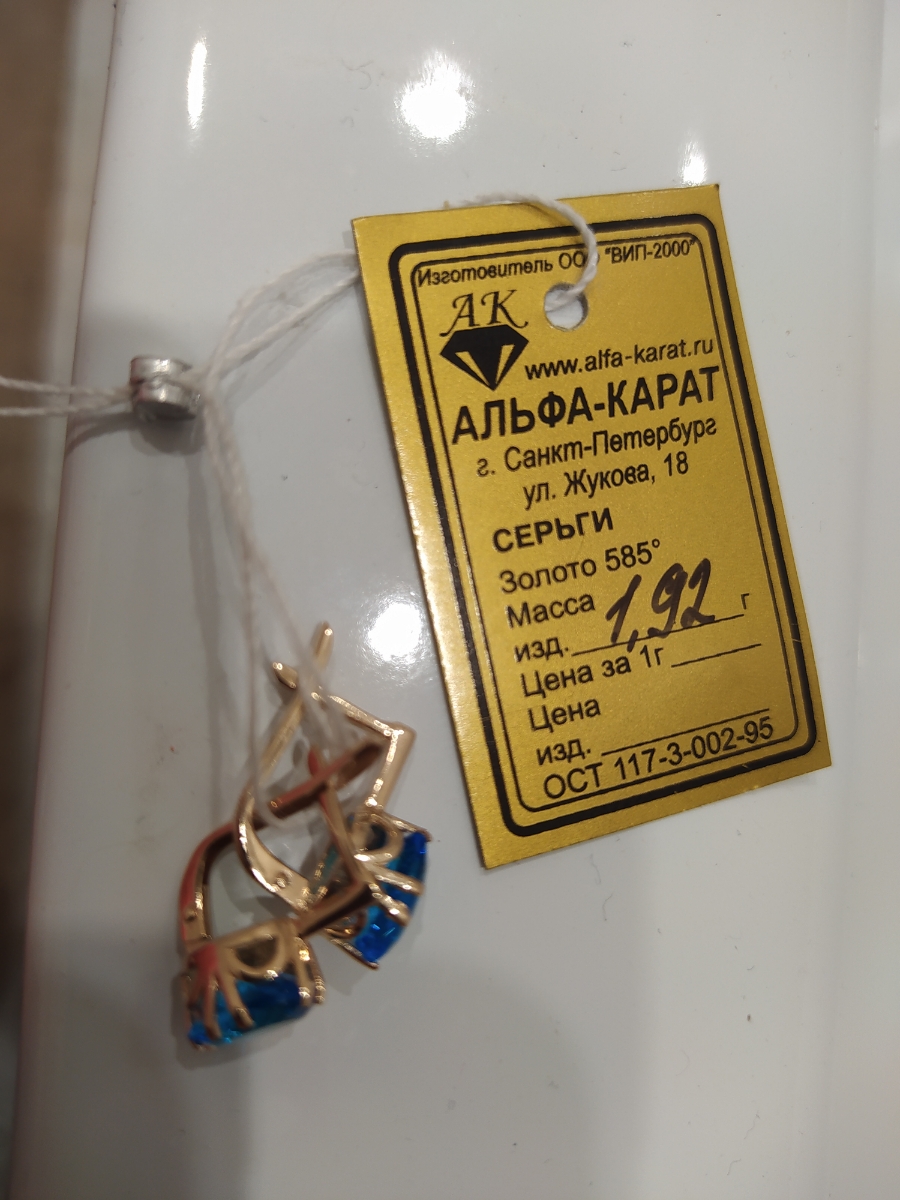 Изготовитель ООО "ВИП-2000"
АК
www.alfa-karat.ru
АЛЬФА-КАРАТ
г. Санкт-Петербург
ул. Жукова, 18
СЕРЬГИ
Золото 585°
Масса
изд. 1,92 г
Цена за 1г
Цена
изд.
ОСТ 117-3-002-95